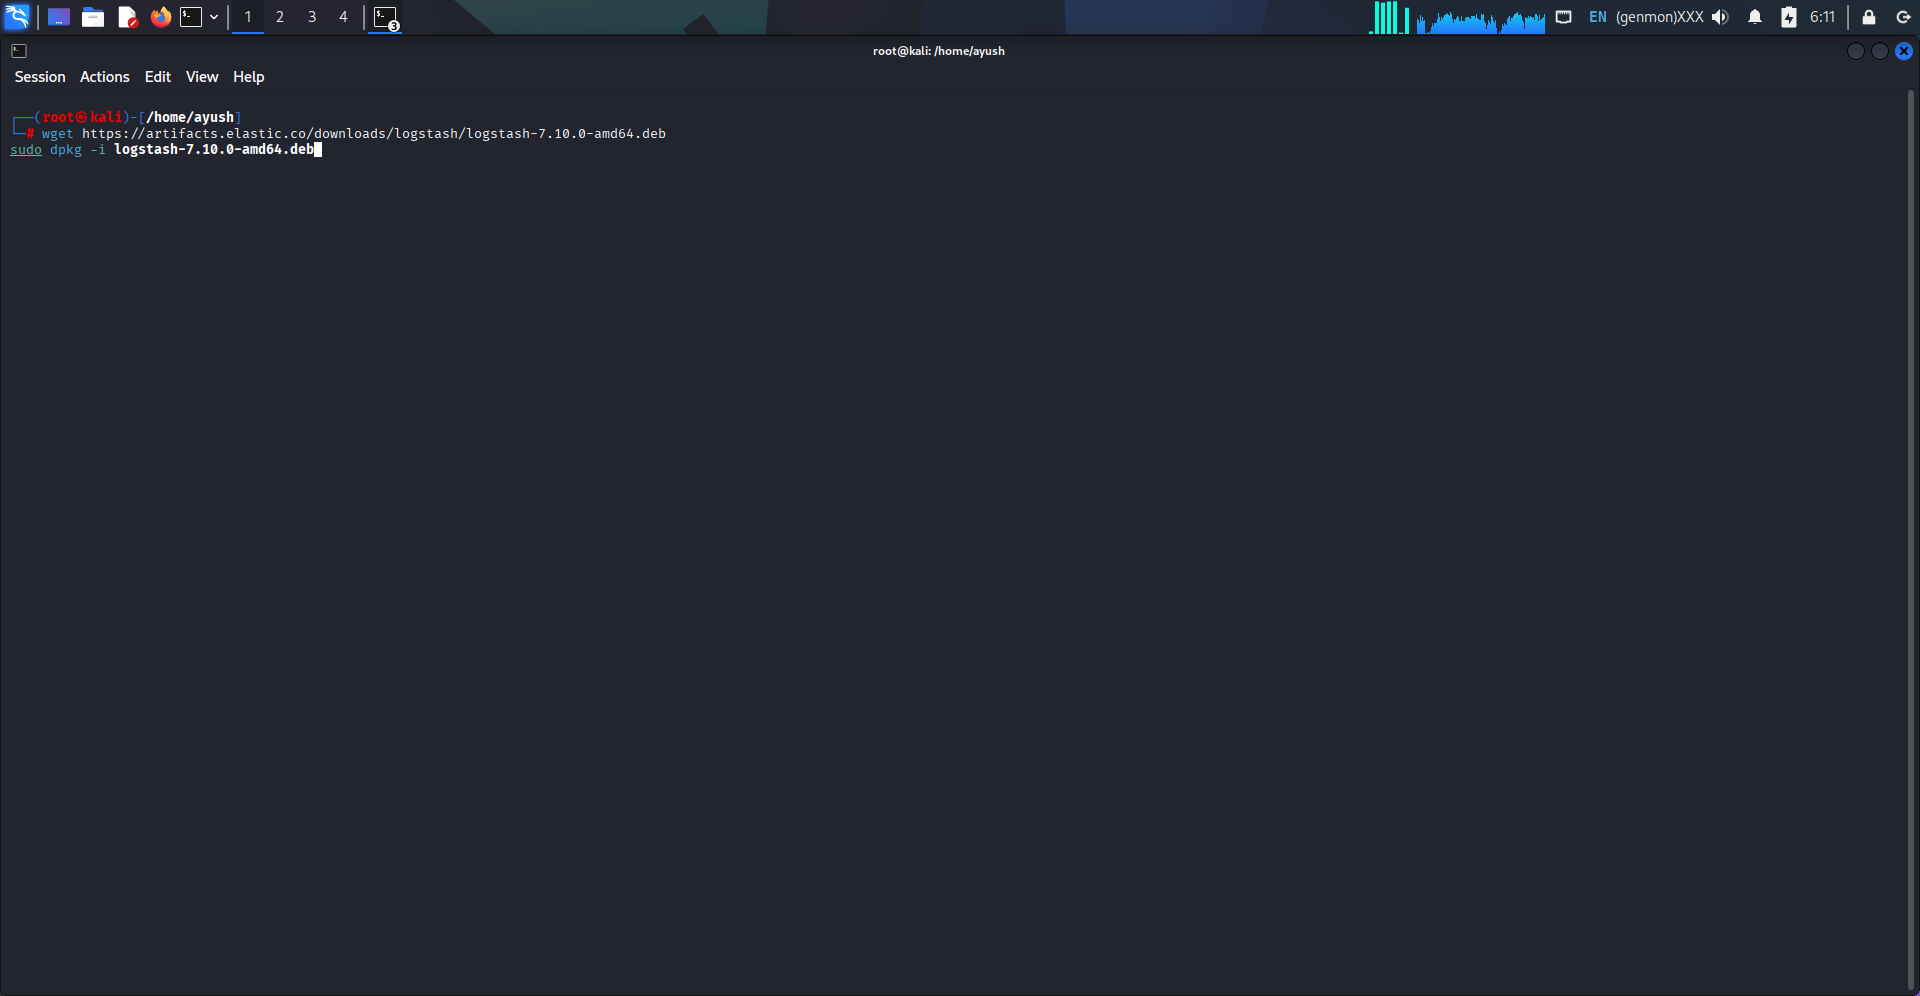 1 2 3 4 3 EN (genmon)XXX 6:11
root@kali: /home/ayush
Session Actions Edit View Help
┌──(root㉿kali)-[/home/ayush]
└─# wget https://artifacts.elastic.co/downloads/logstash/logstash-7.10.0-amd64.deb
sudo dpkg -i logstash-7.10.0-amd64.deb